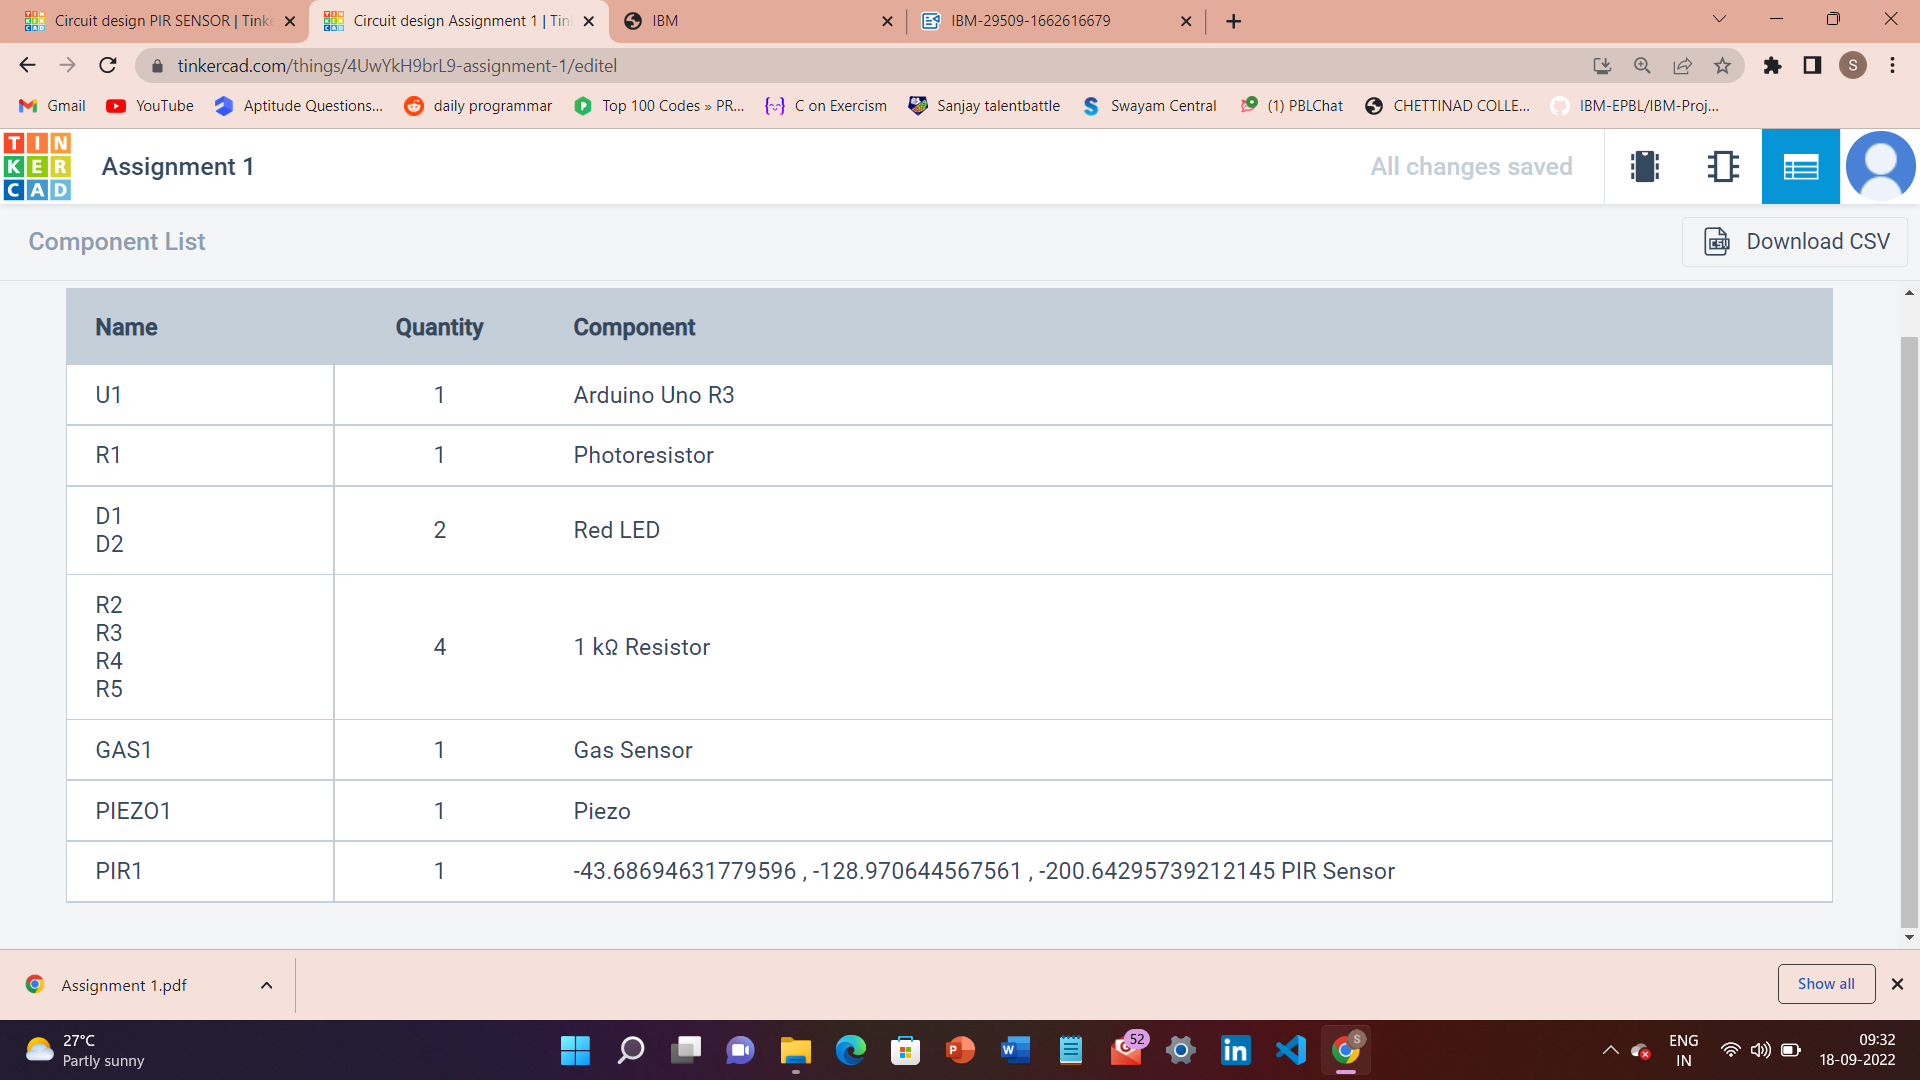 Circuit design PIR SENSOR | Tinke
Circuit design Assignment 1 | Tin
IBM
IBM-29509-1662616679
tinkercad.com/things/4UwYkH9brL9-assignment-1/editel
S
Gmail
YouTube
Aptitude Questions...
daily programmar
Top 100 Codes » PR...
C on Exercism
Sanjay talentbattle
Swayam Central
(1) PBLChat
CHETTINAD COLLE...
IBM-EPBL/IBM-Proj...
TIN
KER
CAD
Assignment 1
All changes saved
Component List
Download CSV
Name Quantity Component
U1 1 Arduino Uno R3
R1 1 Photoresistor
D1
D2
2 Red LED
R2
R3
R4
R5
4 1 kΩ Resistor
GAS1 1 Gas Sensor
PIEZO1 1 Piezo
PIR1 1 -43.68694631779596 , -128.970644567561 , -200.64295739212145 PIR Sensor
Assignment 1.pdf
Show all
27°C
Partly sunny
52
S
ENG
IN
09:32
18-09-2022